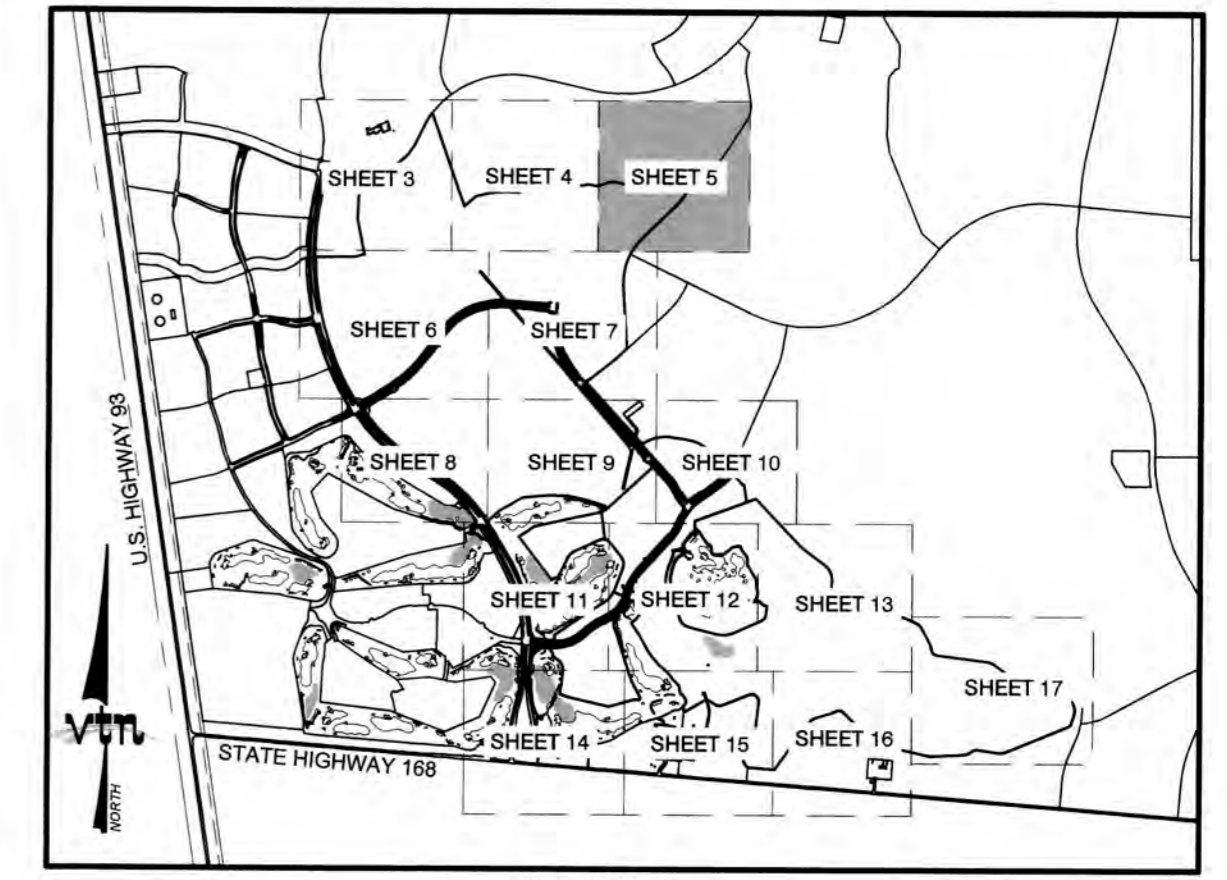 SHEET 3
SHEET 4
SHEET 5
SHEET 6
SHEET 7
U.S. HIGHWAY 93
SHEET 8
SHEET 9
SHEET 10
SHEET 11
SHEET 12
SHEET 13
SHEET 17
vtn
SHEET 14
SHEET 15
SHEET 16
STATE HIGHWAY 168
NORTH